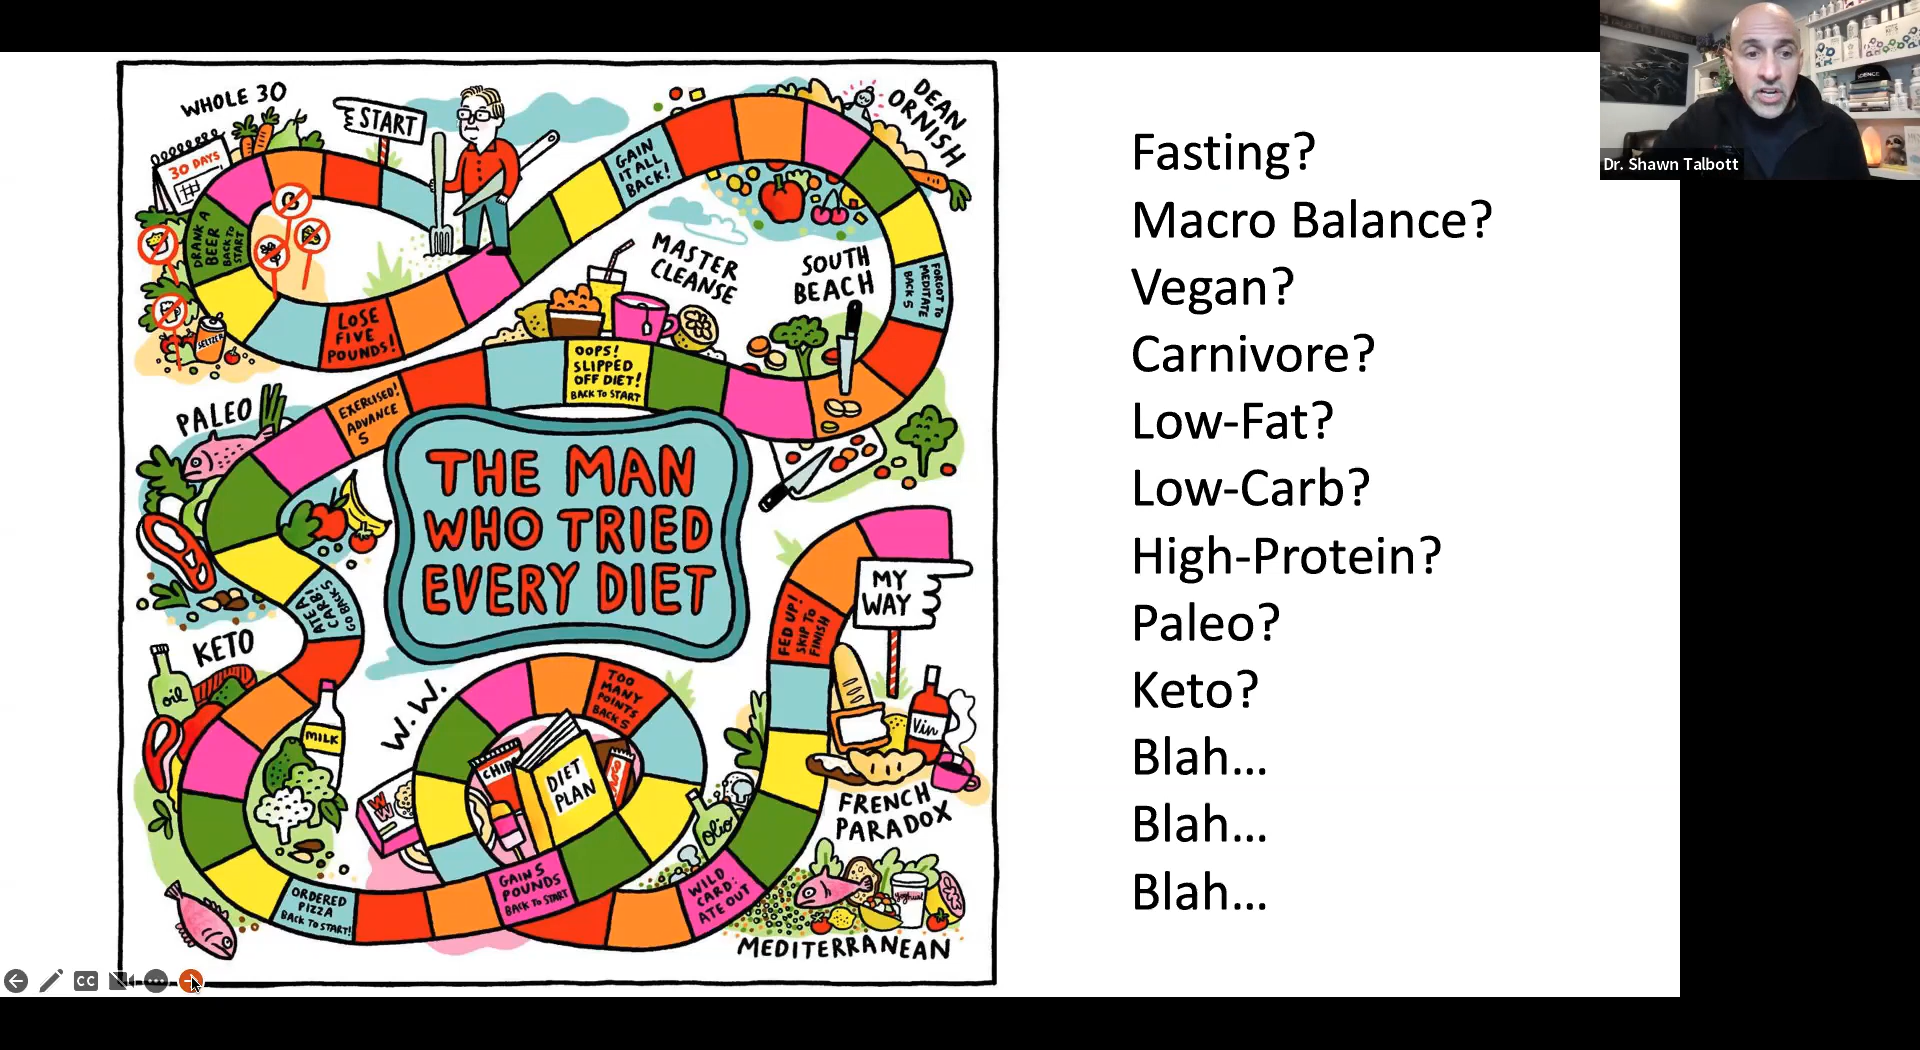 WHOLE 30
30 DAYS
START
DRANK A
BEER
BACK TO
START
SELTZER
LOSE
FIVE
POUNDS!
GAIN
IT ALL
BACK!
DEAN
ORNISH
FORGOT TO
MEDITATE
BACK 5
MASTER
CLEANSE
SOUTH
BEACH
OOPS!
SLIPPED
OFF DIET!
BACK TO START
EXERCISED!
ADVANCE
5
PALEO
THE MAN
WHO TRIED
EVERY DIET
ATE A
CARB!
GO BACK 5
KETO
oil
MILK
ORDERED
PIZZA
BACK TO START!
W.W.
WW
CHIPS
DIET
PLAN
TOO
MANY
POINTS
BACK 5
GAIN 5
POUNDS
BACK TO START
WILD
CARD:
ATE OUT
olio
MEDITERRANEAN
Yoghurt
FRENCH
PARADOX
Vin
FED UP!
SKIP TO
FINISH
MY
WAY
Fasting?
Macro Balance?
Vegan?
Carnivore?
Low-Fat?
Low-Carb?
High-Protein?
Paleo?
Keto?
Blah...
Blah...
Blah...
Dr. Shawn Talbott
CC